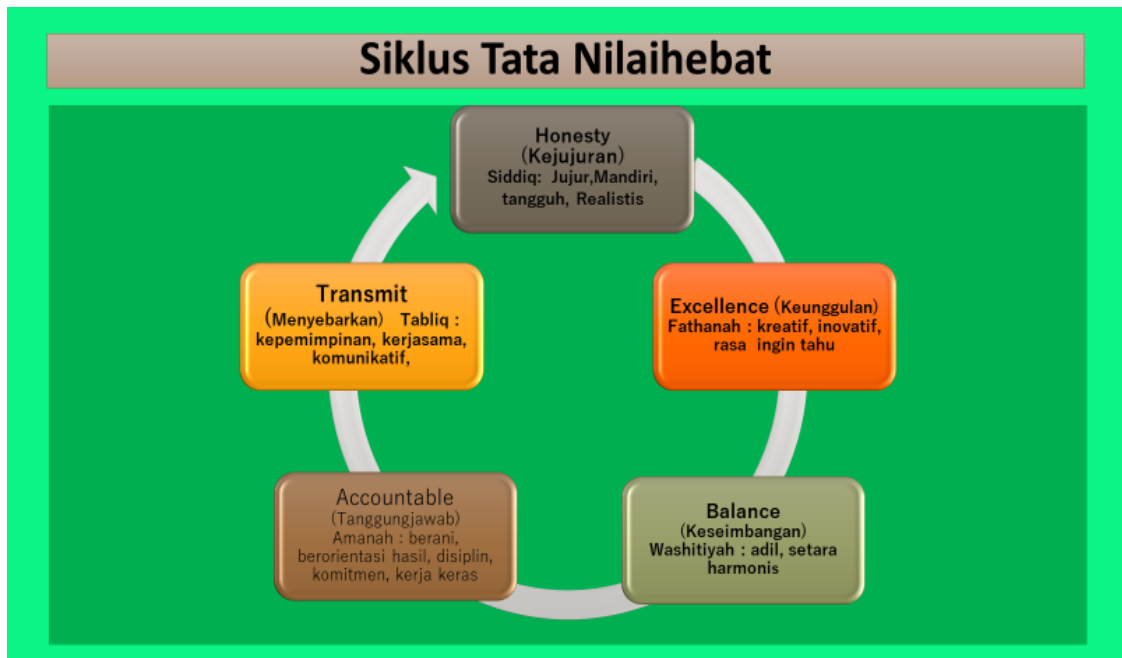 Siklus Tata Nilaihebat
Honesty
(Kejujuran)
Siddiq: Jujur,Mandiri,
tangguh, Realistis
Excellence (Keunggulan)
Fathanah : kreatif, inovatif,
rasa ingin tahu
Balance
(Keseimbangan)
Washitiyah : adil, setara
harmonis
Accountable
(Tanggungjawab)
Amanah : berani,
berorientasi hasil, disiplin,
komitmen, kerja keras
Transmit
(Menyebarkan) Tabliq :
kepemimpinan, kerjasama,
komunikatif,